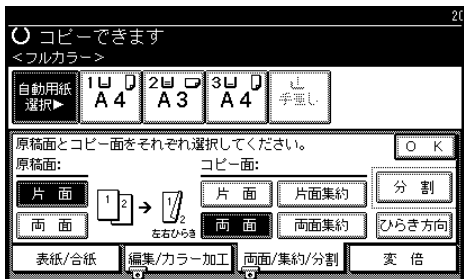 20
コピーできます
<フルカラー>
自動用紙
選択▶
1 A4
2 A3
3 A4
手差し
原稿面とコピー面をそれぞれ選択してください。
OK
原稿面:
コピー面:
片面
1 2 → 1/2
片面
片面集約
分割
両面
左右ひらき
両面
両面集約
ひらき方向
表紙/合紙
編集/カラー加工
両面/集約/分割
変倍